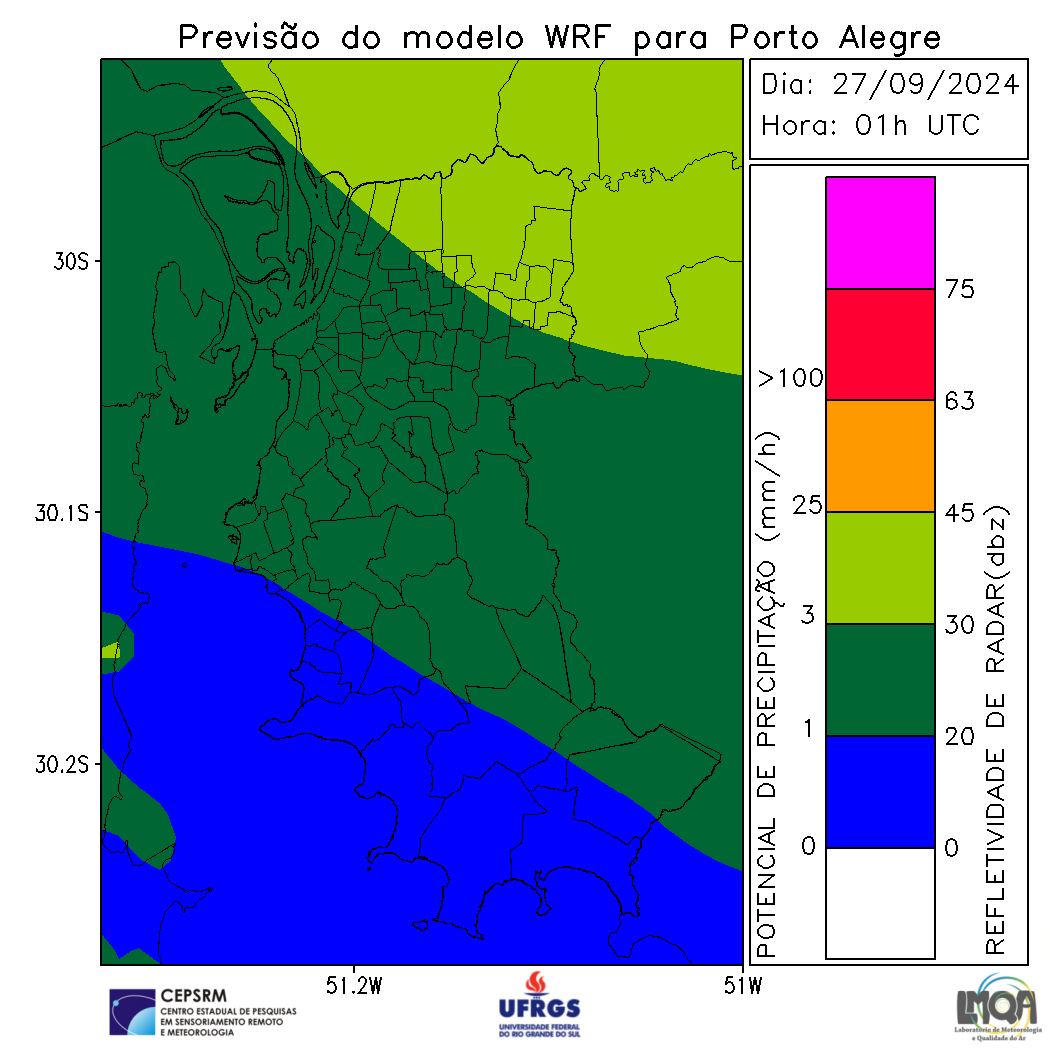 Previsão do modelo WRF para Porto Alegre
Dia: 27/09/2024
Hora: 01h UTC
30S
30.1S
30.2S
51.2W
51W
POTENCIAL DE PRECIPITAÇÃO (mm/h)
>100
25
3
1
0
75
63
45
30
20
0
REFLETIVIDADE DE RADAR(dbz)
CEPSRM
CENTRO ESTADUAL DE PESQUISAS
EM SENSORIAMENTO REMOTO
E METEOROLOGIA
UFRGS
UNIVERSIDADE FEDERAL
DO RIO GRANDE DO SUL
LMQA
Laboratório de Meteorologia
e Qualidade do Ar